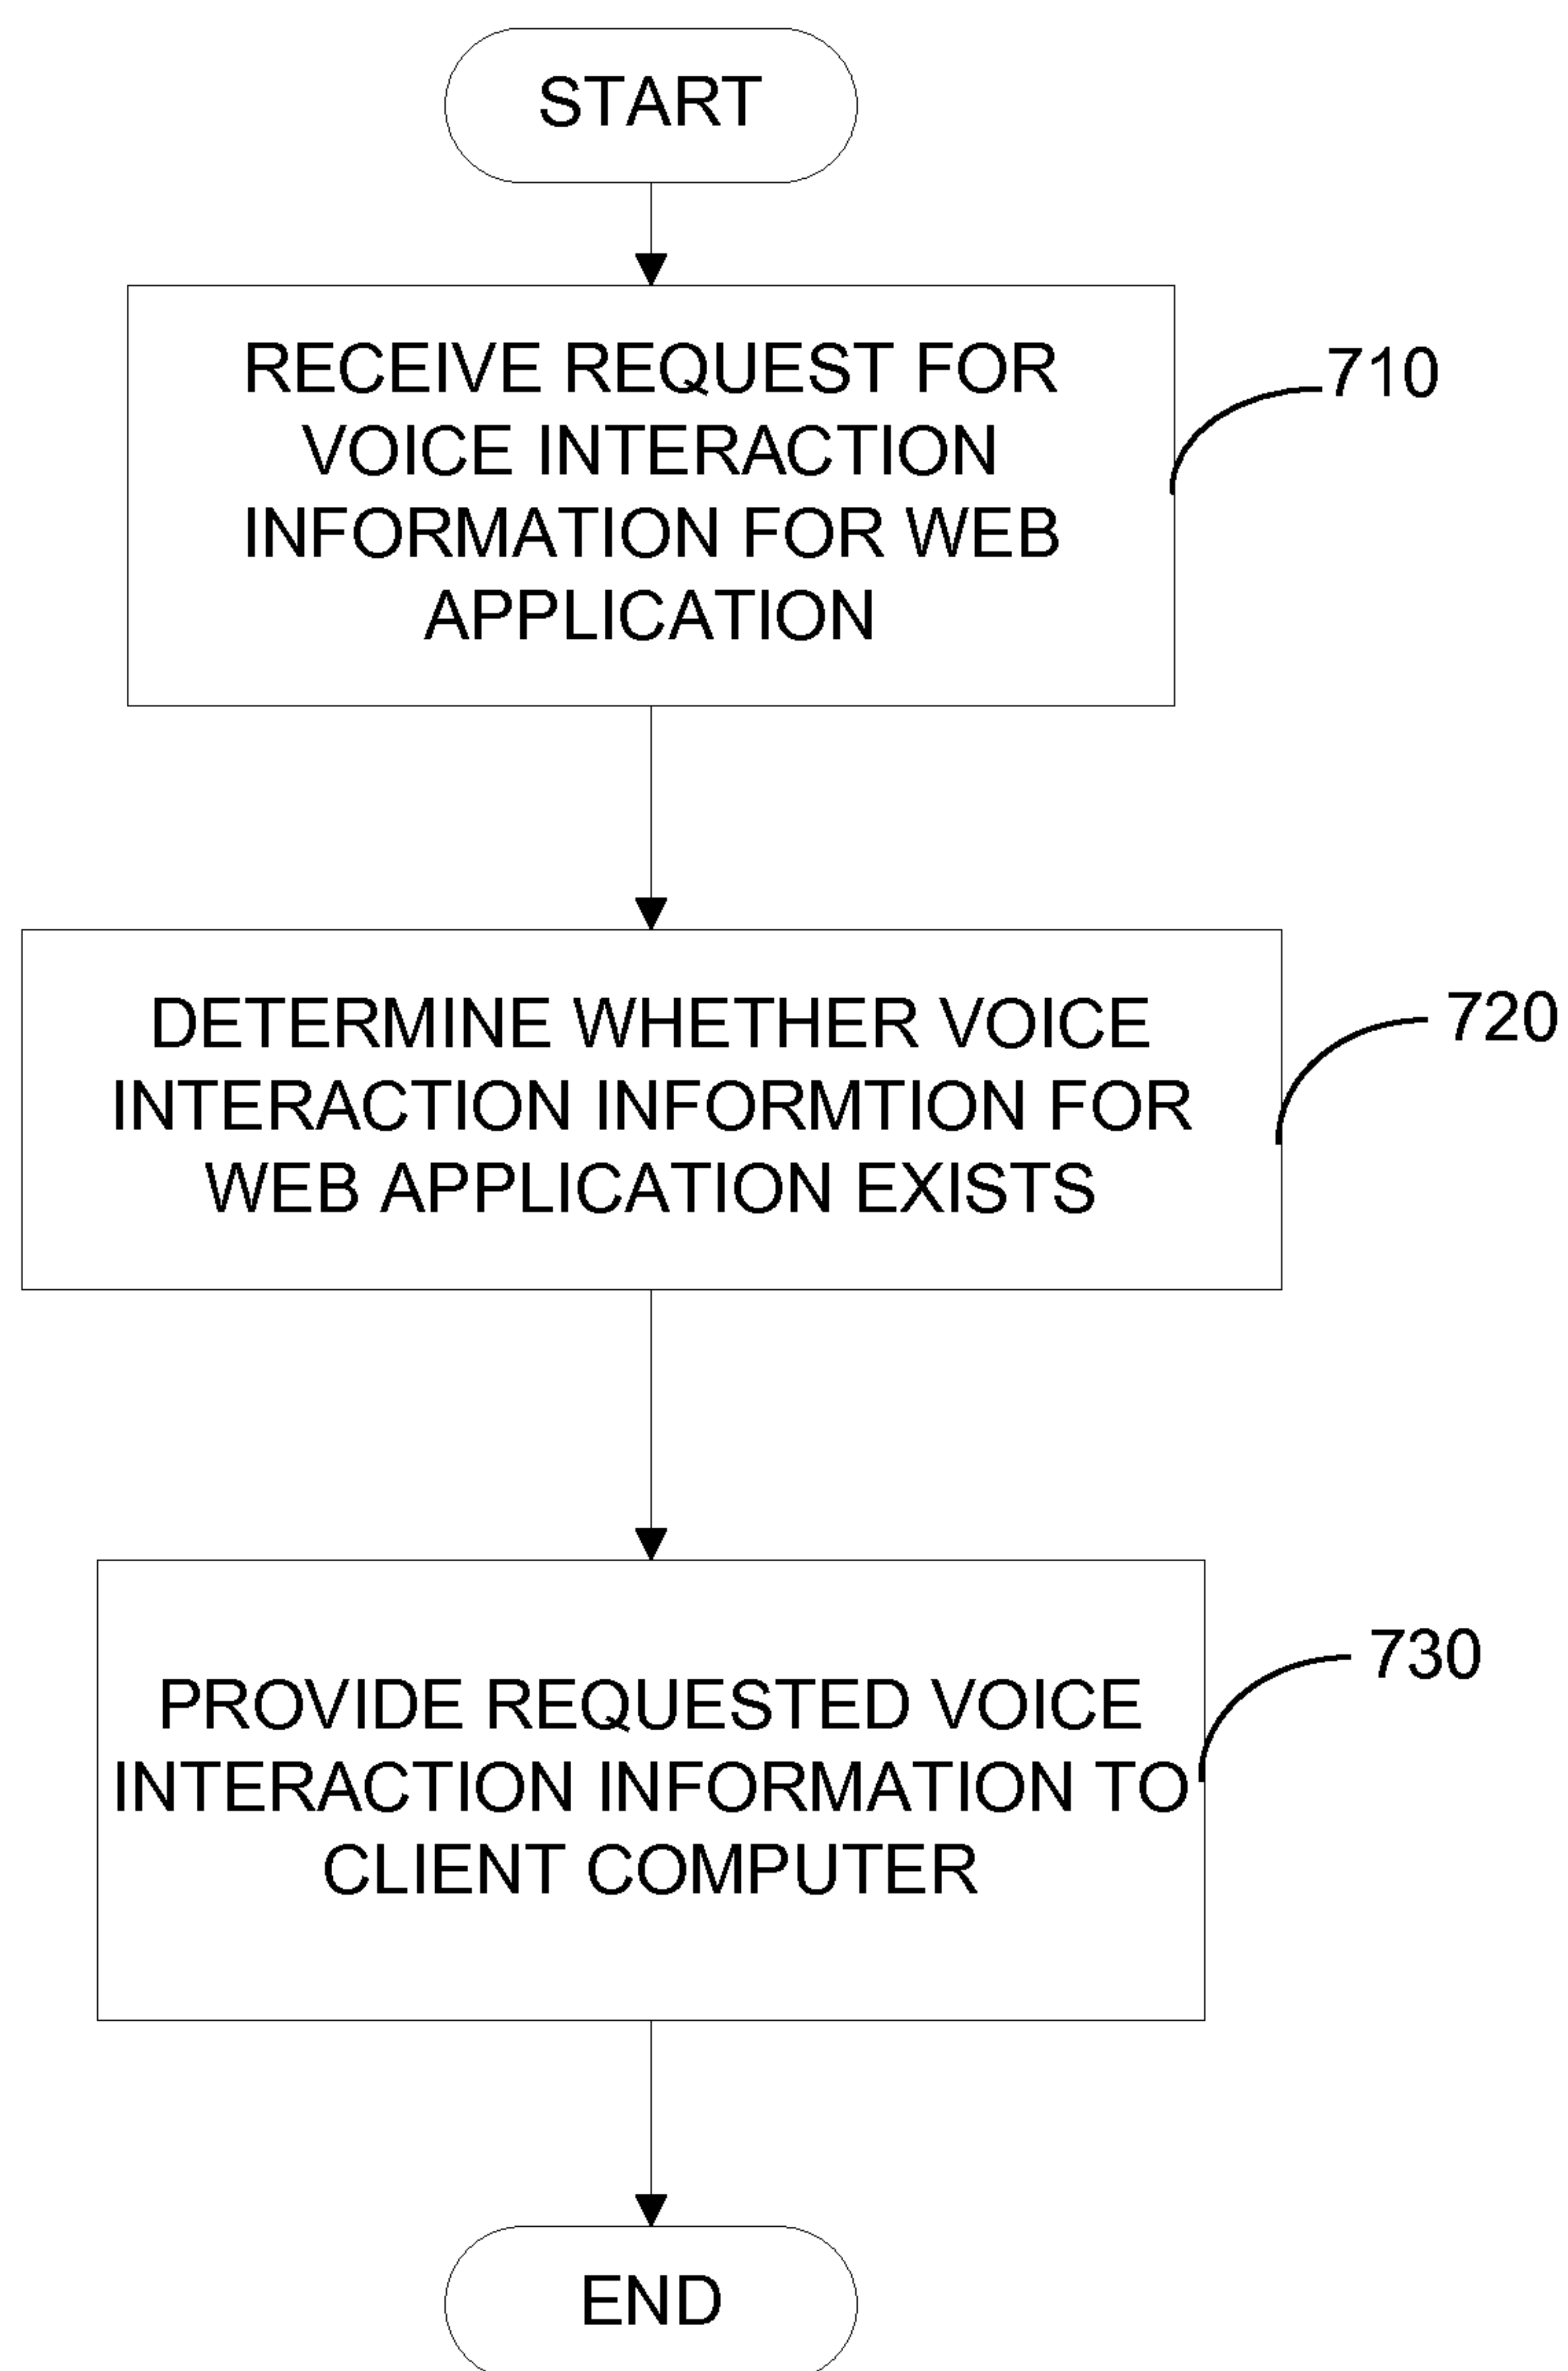 START
RECEIVE REQUEST FOR
VOICE INTERACTION
INFORMATION FOR WEB
APPLICATION
710
DETERMINE WHETHER VOICE
INTERACTION INFORMTION FOR
WEB APPLICATION EXISTS
720
PROVIDE REQUESTED VOICE
INTERACTION INFORMATION TO
CLIENT COMPUTER
730
END